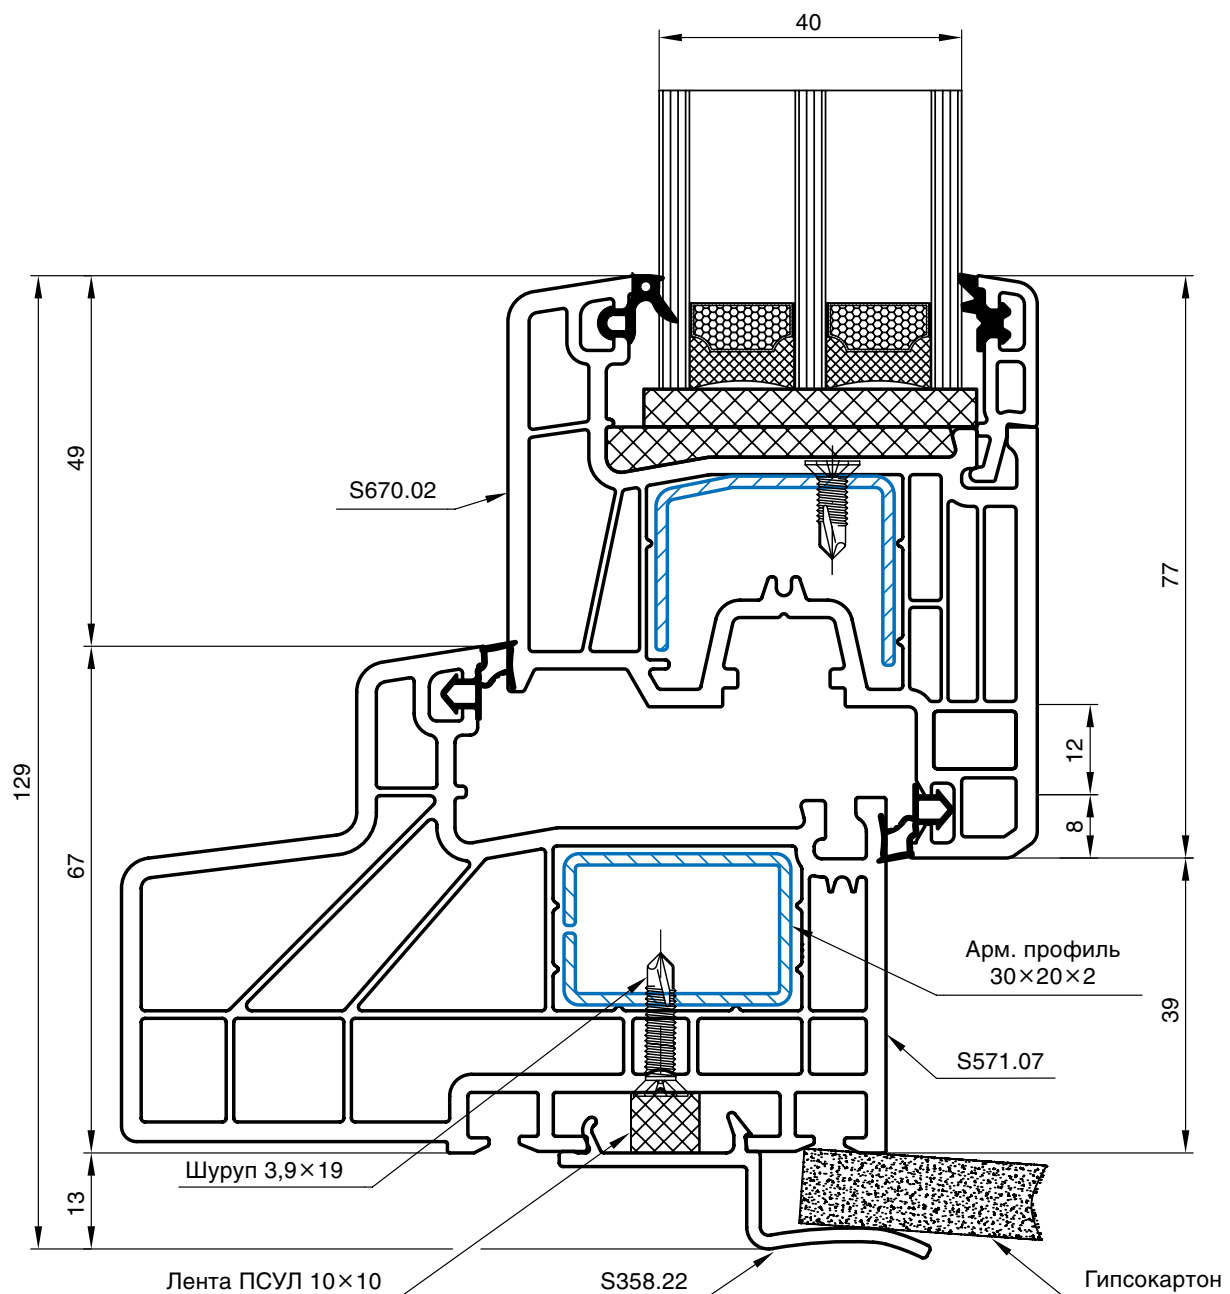 40
49
S670.02
77
129
12
8
67
Арм. профиль
30×20×2
39
S571.07
Шуруп 3,9×19
13
Лента ПСУЛ 10×10
S358.22
Гипсокартон